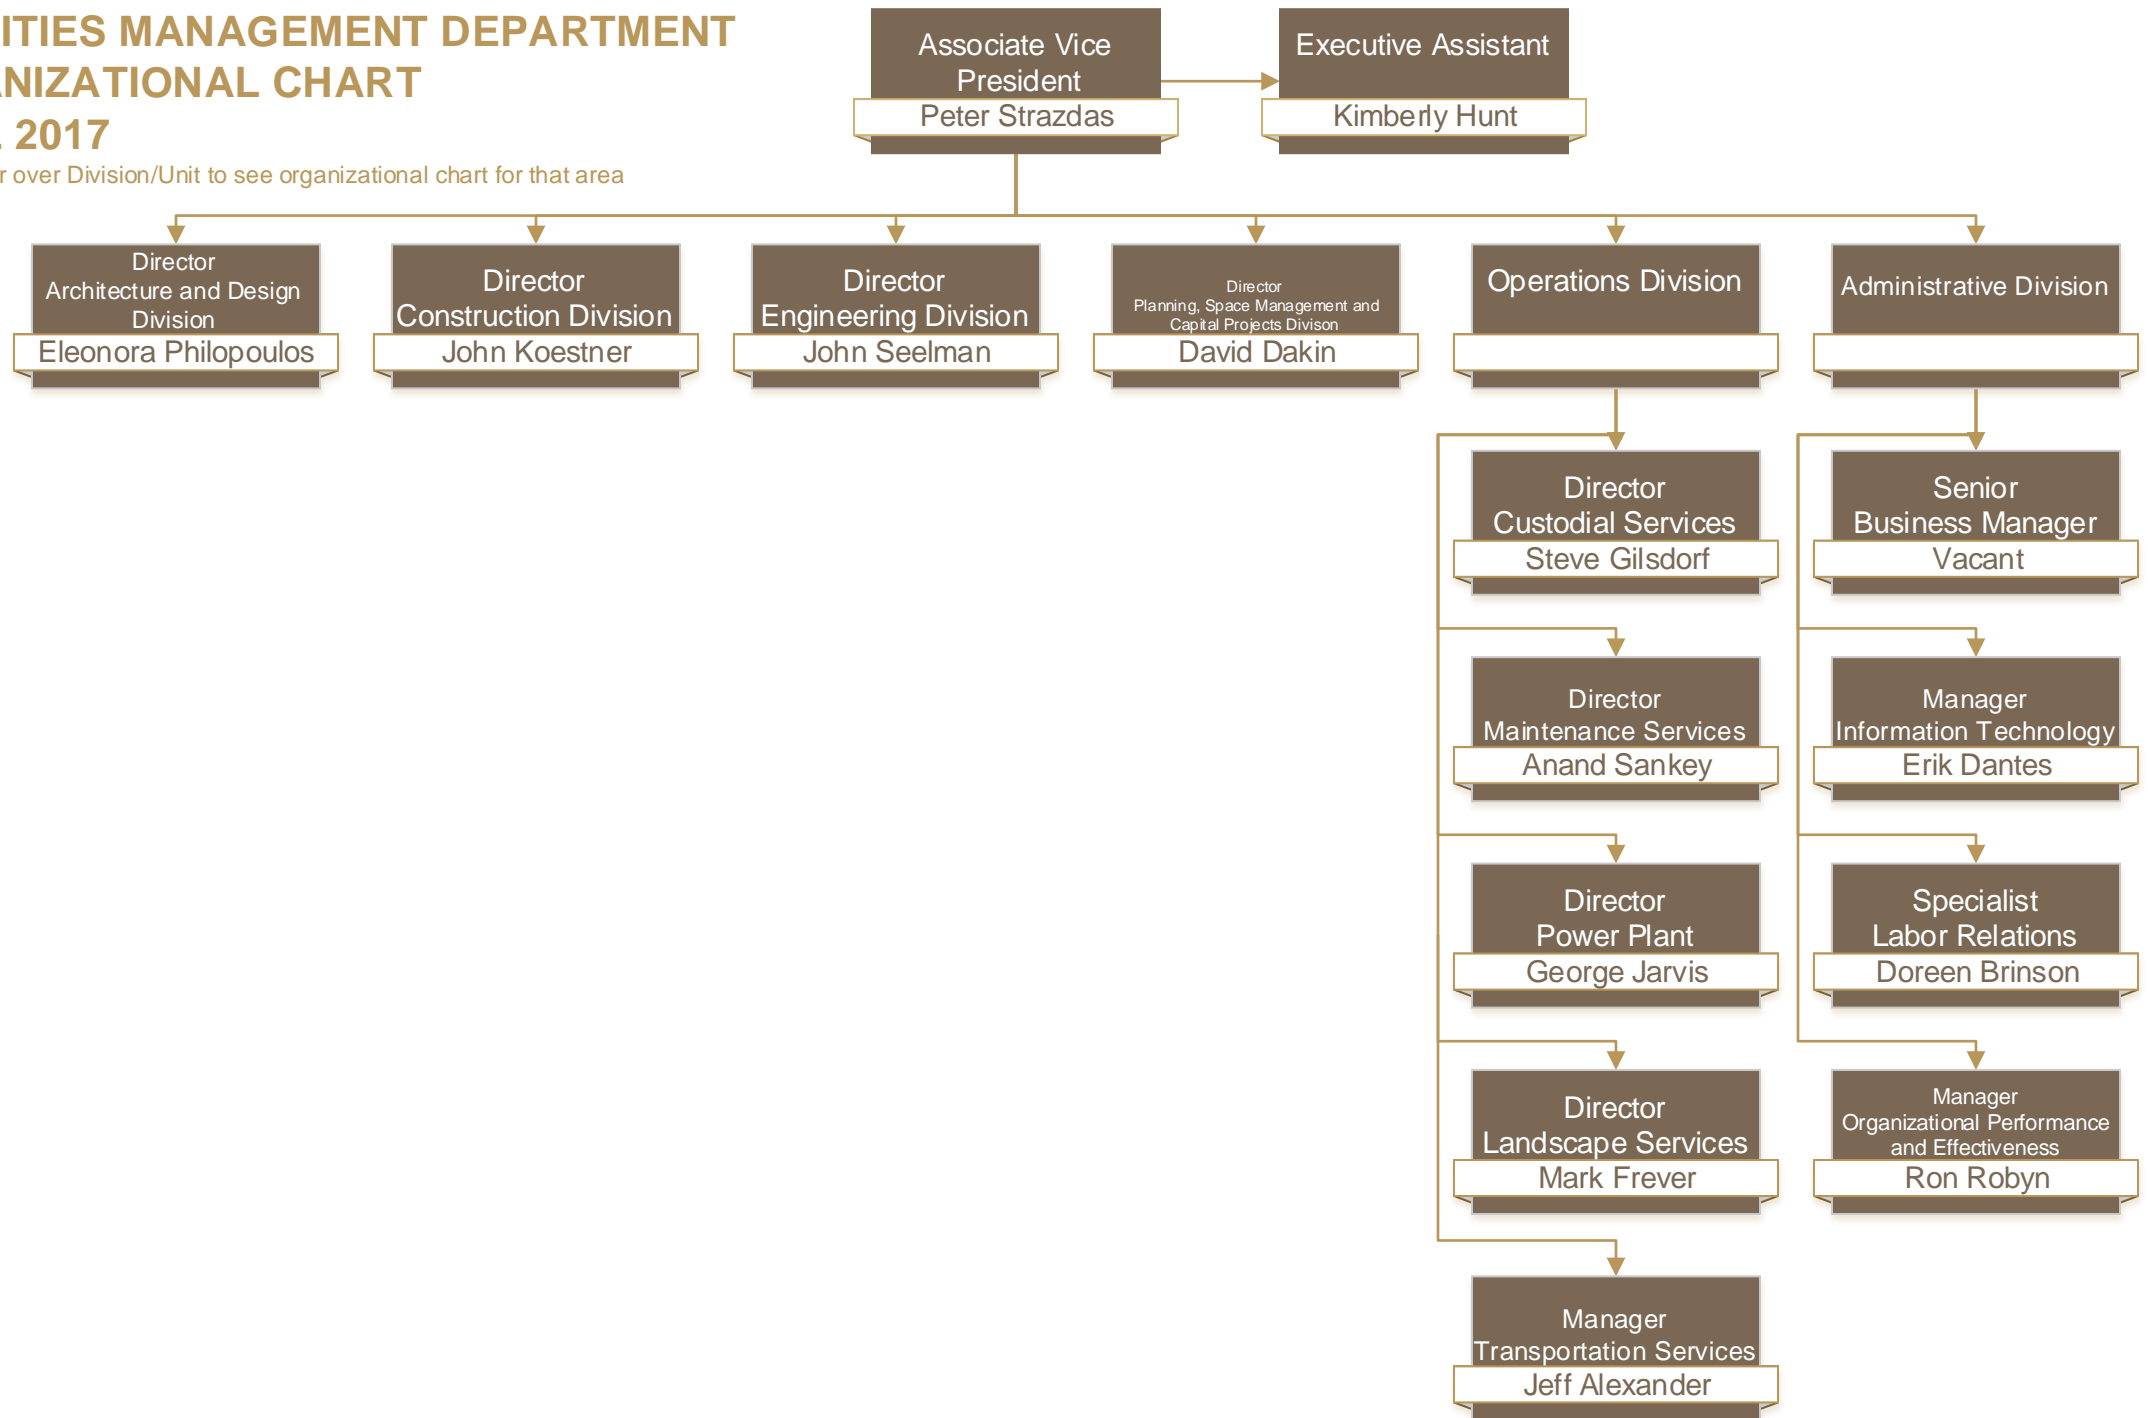 ITIES MANAGEMENT DEPARTMENT
ANIZATIONAL CHART
. 2017
r over Division/Unit to see organizational chart for that area
Associate Vice
President
Peter Strazdas
Executive Assistant
Kimberly Hunt
Director
Architecture and Design
Division
Eleonora Philopoulos
Director
Construction Division
John Koestner
Director
Engineering Division
John Seelman
Director
Planning, Space Management and
Capital Projects Divison
David Dakin
Operations Division
Administrative Division
Director
Custodial Services
Steve Gilsdorf
Senior
Business Manager
Vacant
Director
Maintenance Services
Anand Sankey
Manager
Information Technology
Erik Dantes
Director
Power Plant
George Jarvis
Specialist
Labor Relations
Doreen Brinson
Director
Landscape Services
Mark Frever
Manager
Organizational Performance
and Effectiveness
Ron Robyn
Manager
Transportation Services
Jeff Alexander